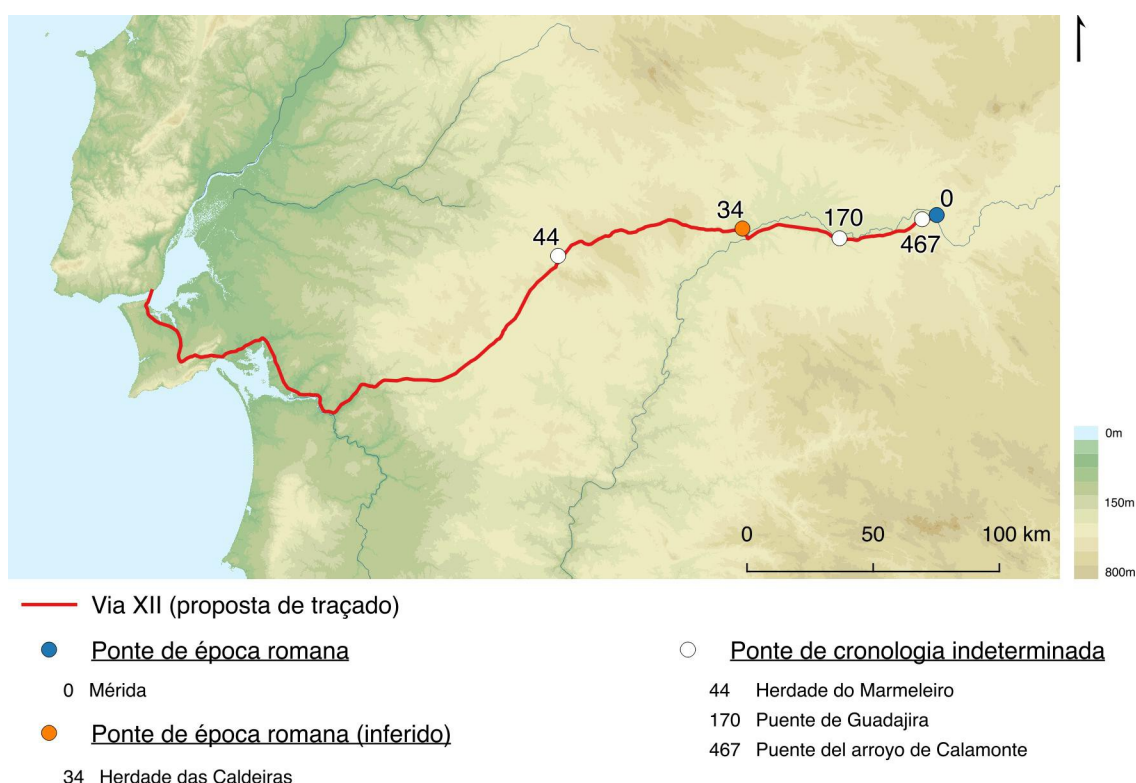 0
34
170
44
467
0m
150m
800m
0 50 100 km
Via XII (proposta de traçado)
Ponte de época romana
0 Mérida
Ponte de época romana (inferido)
34 Herdade das Caldeiras
Ponte de cronologia indeterminada
44 Herdade do Marmeleiro
170 Puente de Guadajira
467 Puente del arroyo de Calamonte